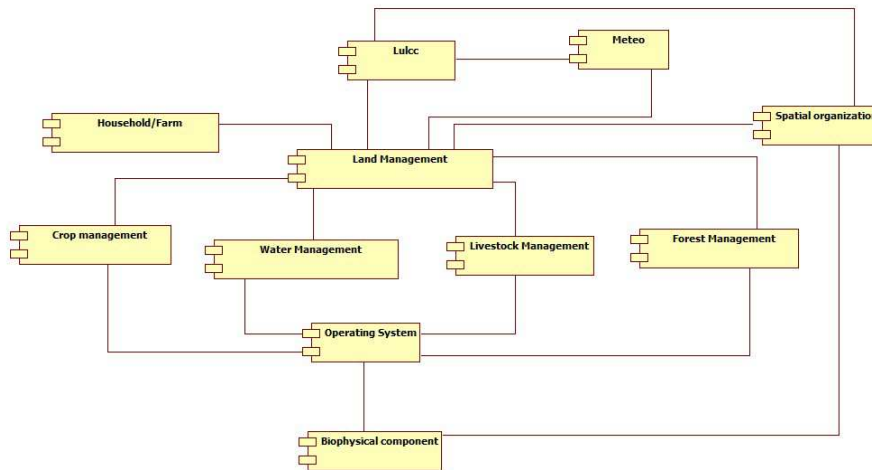 Lulcc
Meteo
Household/Farm
Spatial organization
Land Management
Crop management
Water Management
Livestock Management
Forest Management
Operating System
Biophysical component